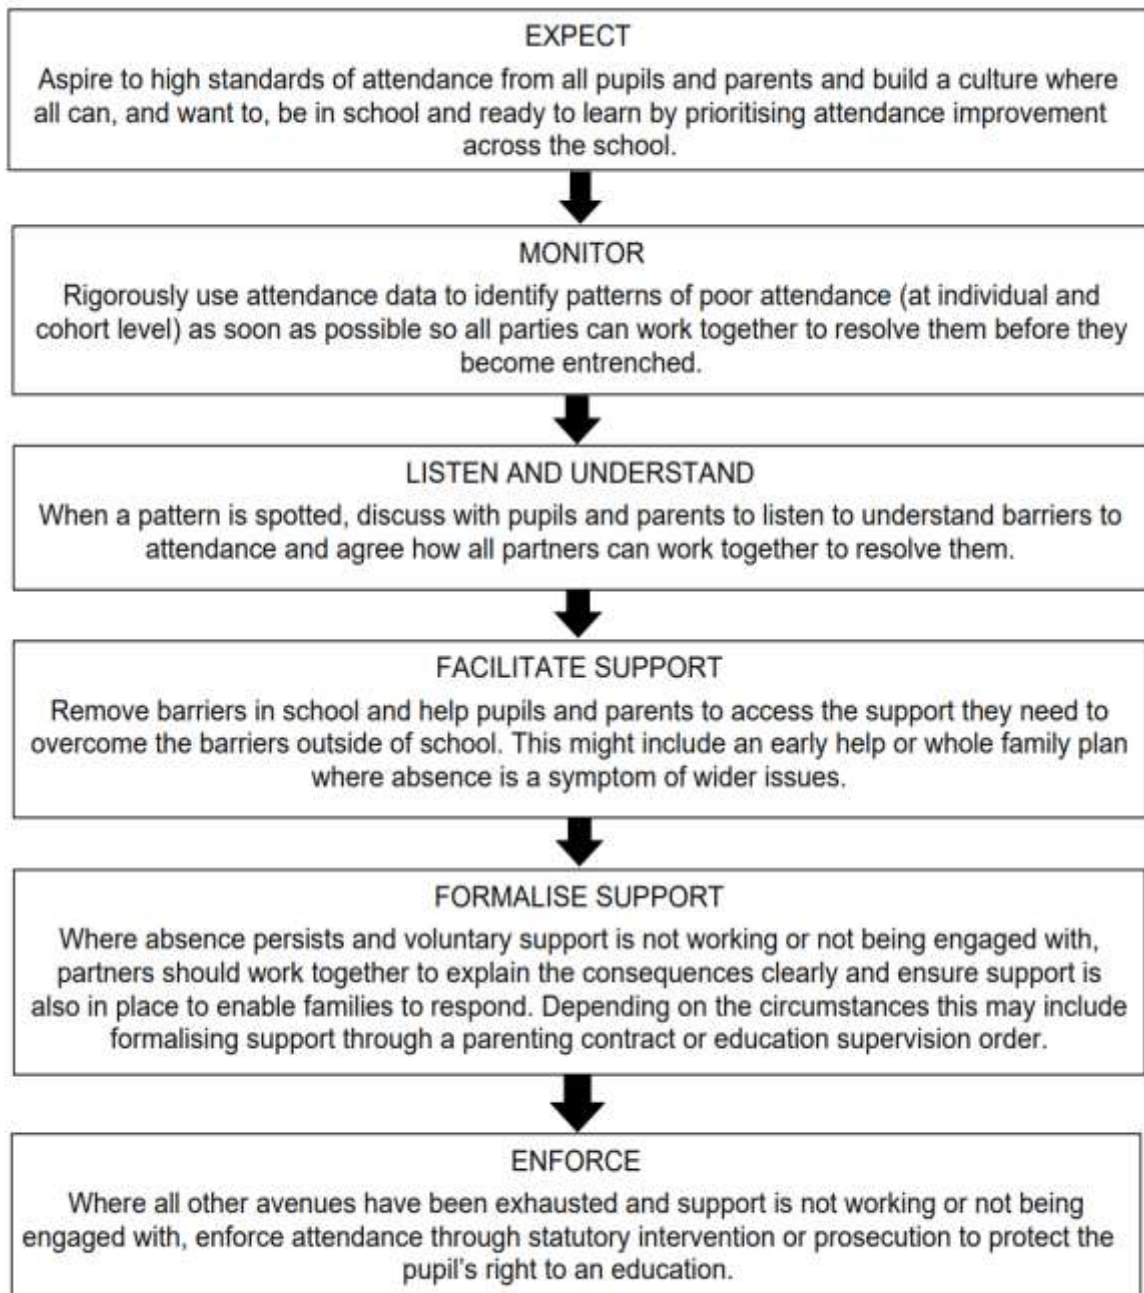 EXPECT
Aspire to high standards of attendance from all pupils and parents and build a culture where
all can, and want to, be in school and ready to learn by prioritising attendance improvement
across the school.
MONITOR
Rigorously use attendance data to identify patterns of poor attendance (at individual and
cohort level) as soon as possible so all parties can work together to resolve them before they
become entrenched.
LISTEN AND UNDERSTAND
When a pattern is spotted, discuss with pupils and parents to listen to understand barriers to
attendance and agree how all partners can work together to resolve them.
FACILITATE SUPPORT
Remove barriers in school and help pupils and parents to access the support they need to
overcome the barriers outside of school. This might include an early help or whole family plan
where absence is a symptom of wider issues.
FORMALISE SUPPORT
Where absence persists and voluntary support is not working or not being engaged with,
partners should work together to explain the consequences clearly and ensure support is
also in place to enable families to respond. Depending on the circumstances this may include
formalising support through a parenting contract or education supervision order.
ENFORCE
Where all other avenues have been exhausted and support is not working or not being
engaged with, enforce attendance through statutory intervention or prosecution to protect the
pupil's right to an education.